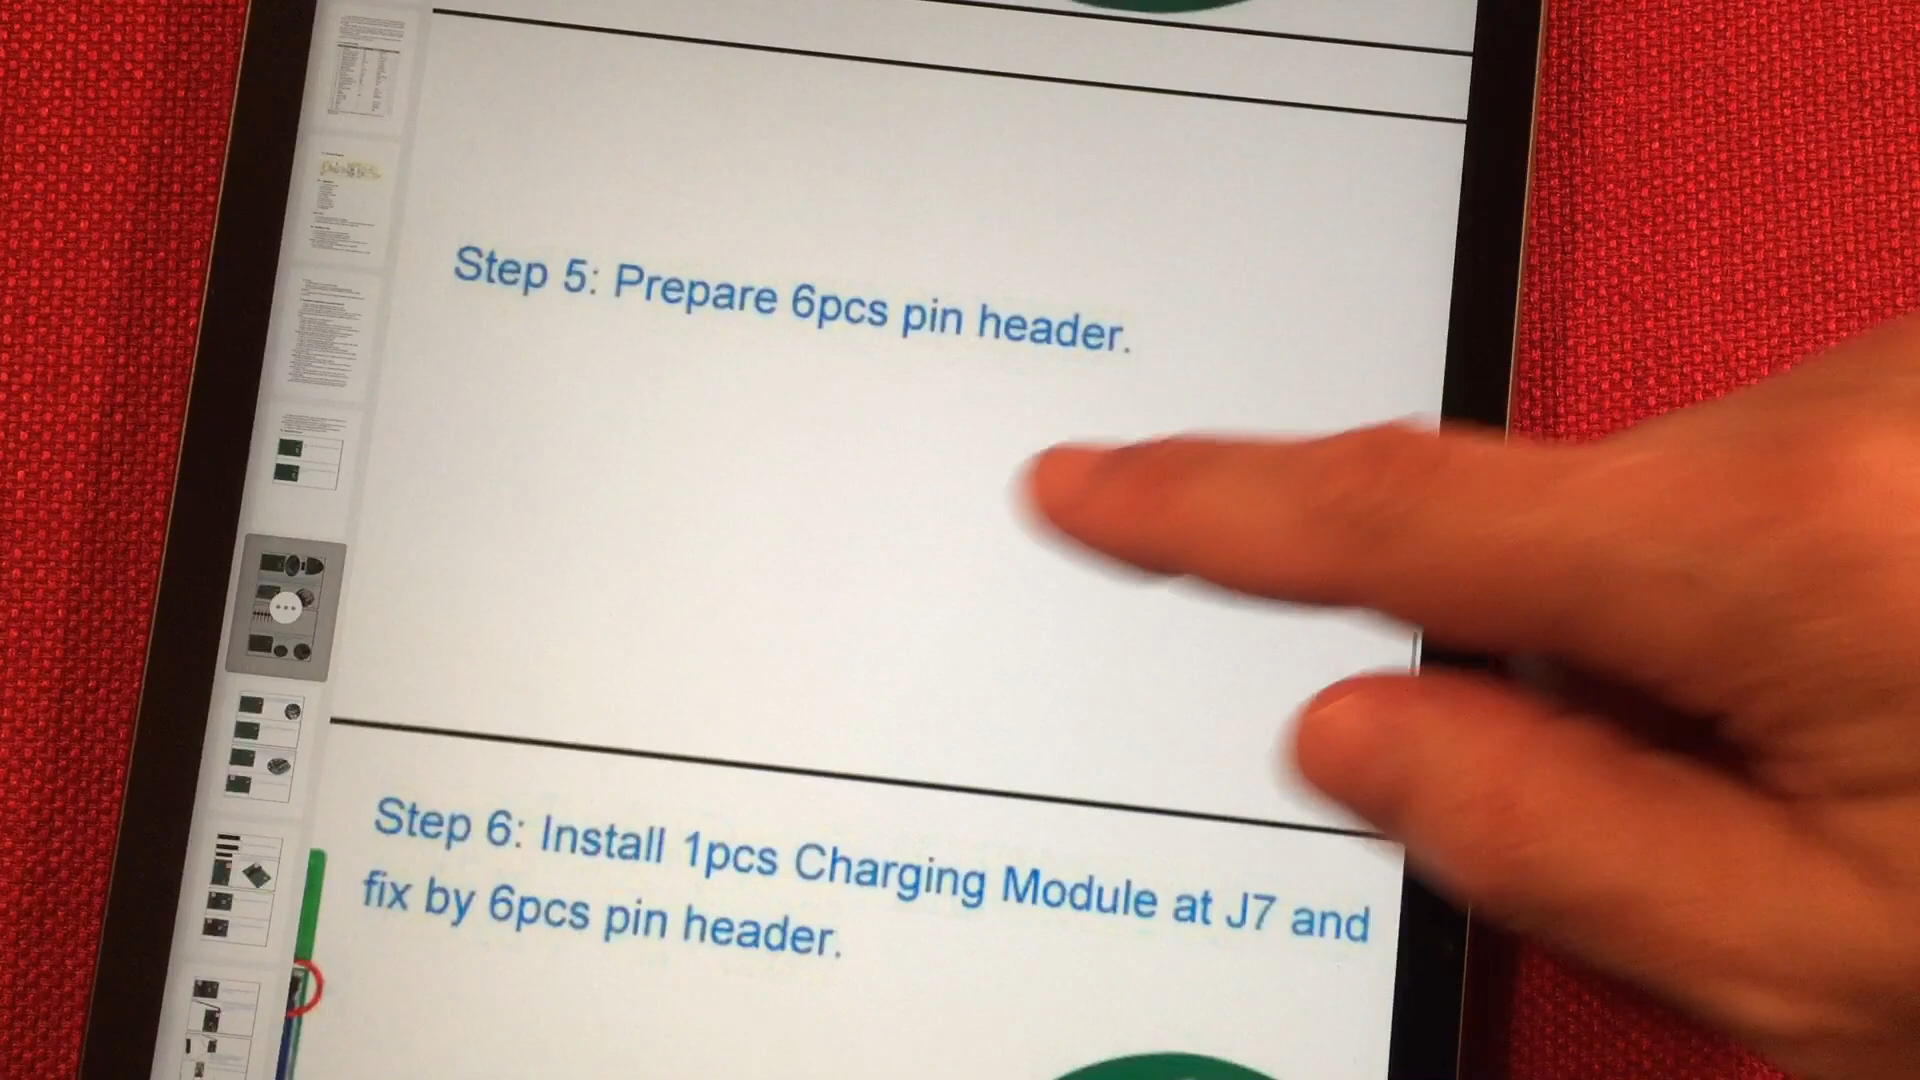 Step 5: Prepare 6pcs pin header.
Step 6: Install 1pcs Charging Module at J7 and
fix by 6pcs pin header.